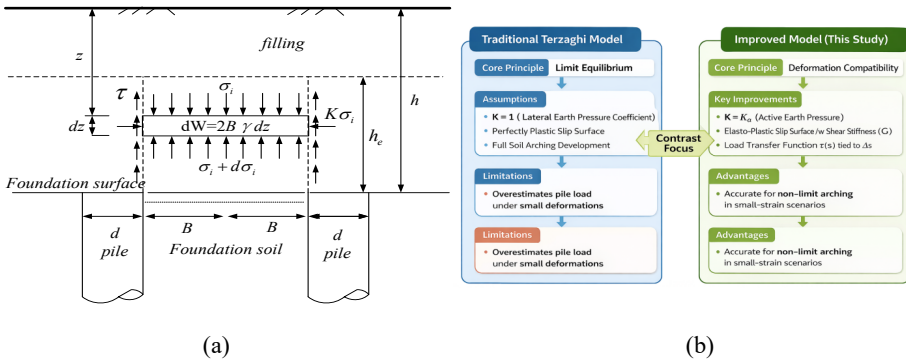 z
filling
τ
σi
Kσi
h
dz
dW=2B γ dz
he
σi + dσi
Foundation surface
d
B
B
d
pile
Foundation soil
pile
(a)
Traditional Terzaghi Model
Core Principle Limit Equilibrium
Assumptions
• K = 1 ( Lateral Earth Pressure Coefficient)
• Perfectly Plastic Slip Surface
• Full Soil Arching Development
Limitations
• Overestimates pile load
under small deformations
Limitations
• Overestimates pile load
under small deformations
Contrast
Focus
Improved Model (This Study)
Core Principle Deformation Compatibility
Key Improvements
• K = Ka (Active Earth Pressure)
• Elasto-Plastic Slip Surface /w Shear Stiffness (G)
• Load Transfer Function τ(s) tied to Δs
Advantages
• Accurate for non-limit arching
in small-strain scenarios
Advantages
• Accurate for non-limit arching
in small-strain scenarios
(b)